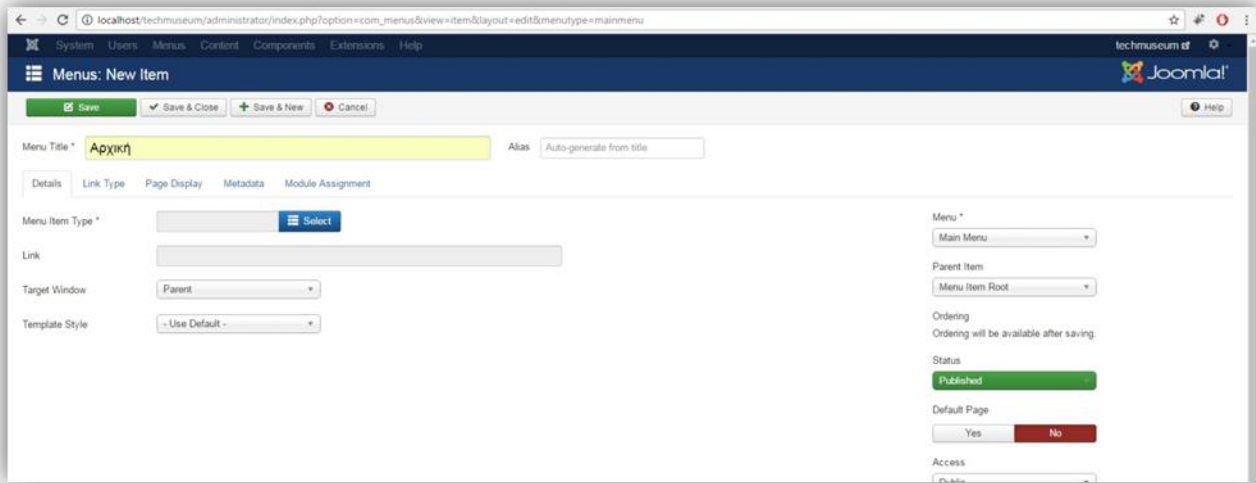 localhost/techmuseum/administrator/index.php?option=com_menus&view=item&layout=edit&menutype=mainmenu
System Users Menus Content Components Extensions Help techmuseum
Menus: New Item Joomla!
Save Save & Close Save & New Cancel Help
Menu Title * Αρχική Alias Auto-generate from title
Details Link Type Page Display Metadata Module Assignment
Menu Item Type * Select
Link
Target Window Parent
Template Style - Use Default -
Menu *
Main Menu
Parent Item
Menu Item Root
Ordering
Ordering will be available after saving.
Status
Published
Default Page
Yes No
Access
Public